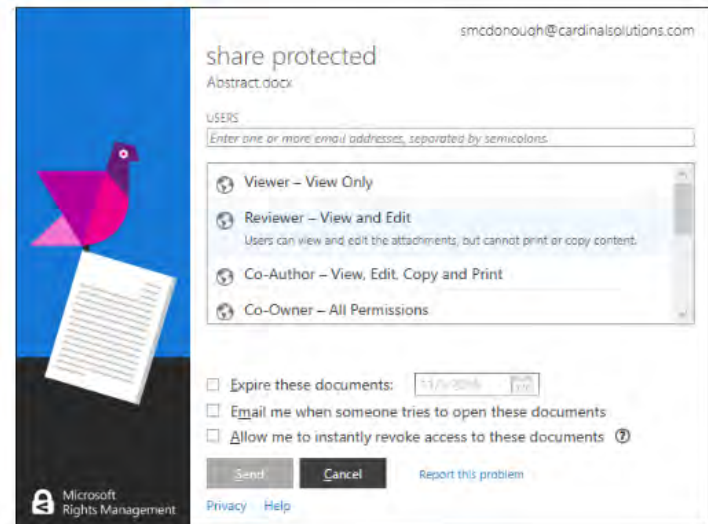 smcdonough@cardinalsolutions.com
share protected
Abstract.docx
USERS
Enter one or more email addresses, separated by semicolons.
Viewer – View Only
Reviewer – View and Edit
Users can view and edit the attachments, but cannot print or copy content.
Co-Author – View, Edit, Copy and Print
Co-Owner – All Permissions
Expire these documents:
Email me when someone tries to open these documents
Allow me to instantly revoke access to these documents ?
Send Cancel Report this problem
Microsoft
Rights Management
Privacy Help